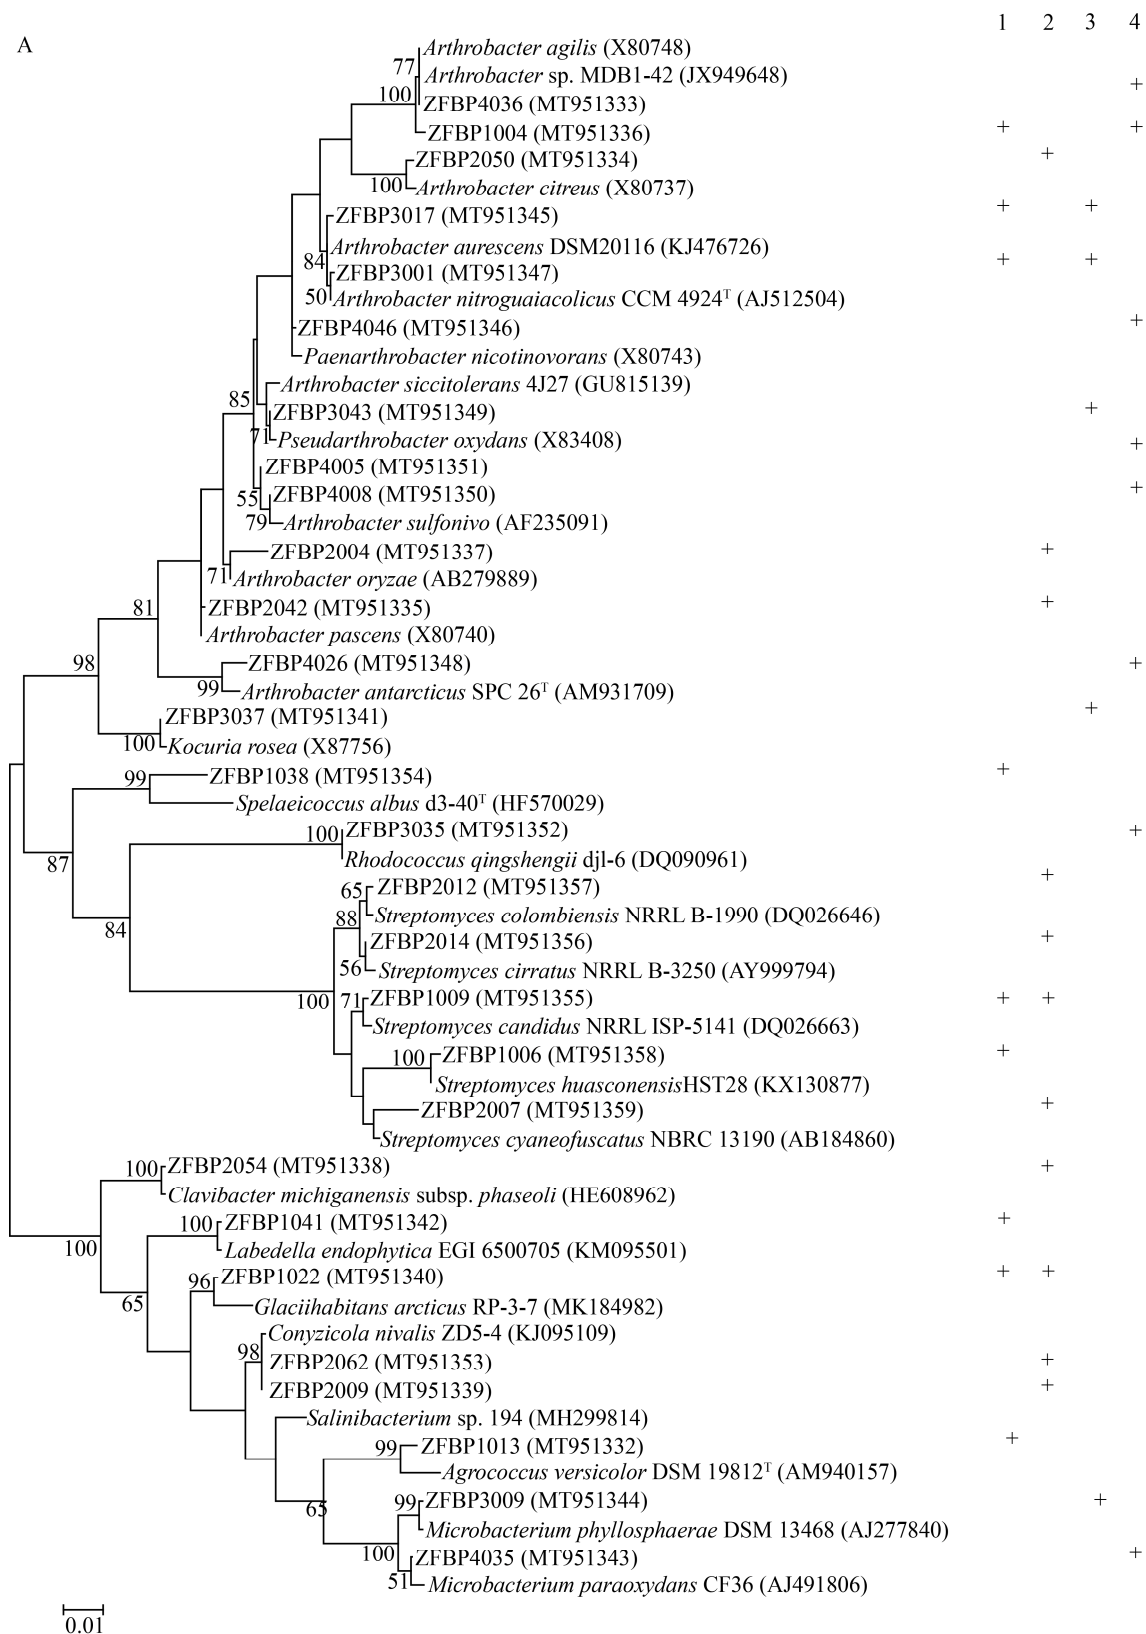 1 2 3 4
A
Arthrobacter agilis (X80748)
77
Arthrobacter sp. MDB1-42 (JX949648)
+
100
ZFBP4036 (MT951333)
ZFBP1004 (MT951336) + +
ZFBP2050 (MT951334) +
100
Arthrobacter citreus (X80737)
ZFBP3017 (MT951345) + +
Arthrobacter aurescens DSM20116 (KJ476726)
84
ZFBP3001 (MT951347) + +
50
Arthrobacter nitroguaiacolicus CCM 4924ᵀ (AJ512504)
ZFBP4046 (MT951346) +
Paenarthrobacter nicotinovorans (X80743)
Arthrobacter siccitolerans 4J27 (GU815139)
85
ZFBP3043 (MT951349) +
71
Pseudarthrobacter oxydans (X83408) +
ZFBP4005 (MT951351)
55
ZFBP4008 (MT951350) +
79
Arthrobacter sulfonivo (AF235091)
ZFBP2004 (MT951337) +
71
Arthrobacter oryzae (AB279889)
81
ZFBP2042 (MT951335) +
Arthrobacter pascens (X80740)
98
ZFBP4026 (MT951348) +
99
Arthrobacter antarcticus SPC 26ᵀ (AM931709)
ZFBP3037 (MT951341) +
100
Kocuria rosea (X87756)
99
ZFBP1038 (MT951354) +
Spelaeicoccus albus d3-40ᵀ (HF570029)
100
ZFBP3035 (MT951352) +
87
Rhodococcus qingshengii djl-6 (DQ090961)
65
ZFBP2012 (MT951357) +
88
Streptomyces colombiensis NRRL B-1990 (DQ026646)
84
ZFBP2014 (MT951356) +
56
Streptomyces cirratus NRRL B-3250 (AY999794)
100
71
ZFBP1009 (MT951355) + +
Streptomyces candidus NRRL ISP-5141 (DQ026663)
100
ZFBP1006 (MT951358) +
Streptomyces huasconensisHST28 (KX130877)
ZFBP2007 (MT951359) +
Streptomyces cyaneofuscatus NBRC 13190 (AB184860)
100
ZFBP2054 (MT951338) +
Clavibacter michiganensis subsp. phaseoli (HE608962)
100
ZFBP1041 (MT951342) +
100
Labedella endophytica EGI 6500705 (KM095501)
96
ZFBP1022 (MT951340) + +
65
Glaciihabitans arcticus RP-3-7 (MK184982)
Conyzicola nivalis ZD5-4 (KJ095109)
98
ZFBP2062 (MT951353) +
ZFBP2009 (MT951339) +
Salinibacterium sp. 194 (MH299814)
99
ZFBP1013 (MT951332) +
Agrococcus versicolor DSM 19812ᵀ (AM940157)
65
99
ZFBP3009 (MT951344) +
Microbacterium phyllosphaerae DSM 13468 (AJ277840)
100
ZFBP4035 (MT951343) +
51
Microbacterium paraoxydans CF36 (AJ491806)
0.01